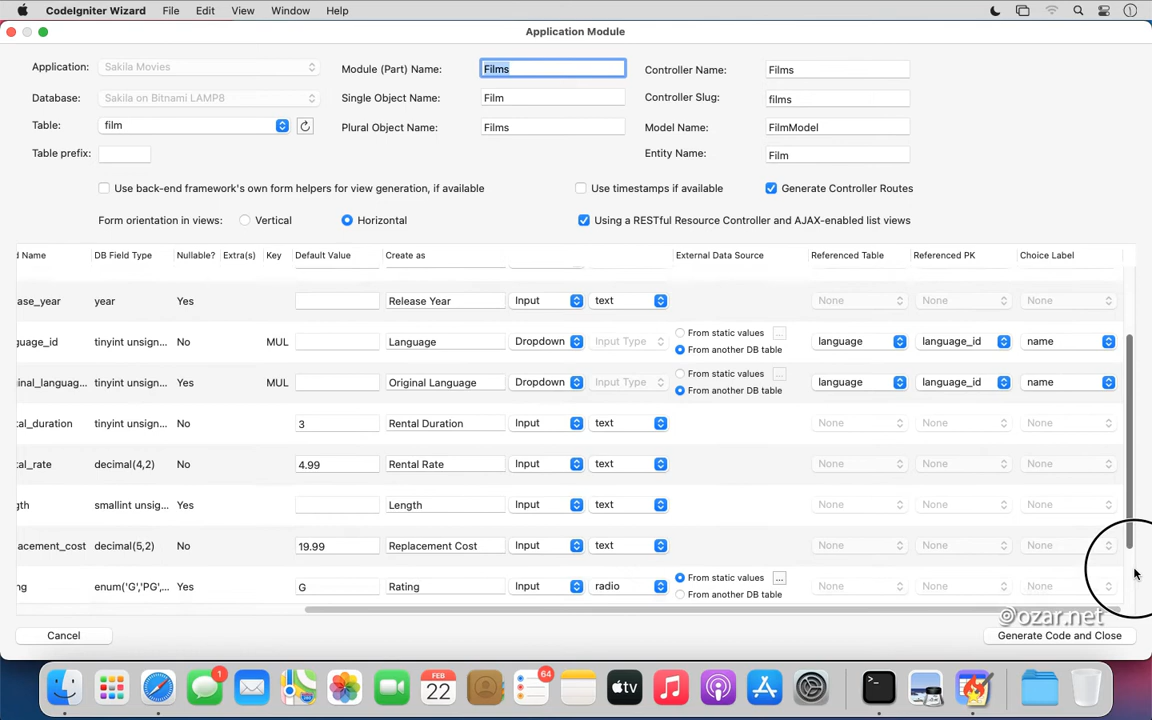 CodeIgniter Wizard File Edit View Window Help
Application Module
Application: Sakila Movies Module (Part) Name: Films Controller Name: Films
Database: Sakila on Bitnami LAMP8 Single Object Name: Film Controller Slug: films
Table: film Plural Object Name: Films Model Name: FilmModel
Table prefix: Entity Name: Film
Use back-end framework's own form helpers for view generation, if available Use timestamps if available Generate Controller Routes
Form orientation in views: Vertical Horizontal Using a RESTful Resource Controller and AJAX-enabled list views
d Name DB Field Type Nullable? Extra(s) Key Default Value Create as External Data Source Referenced Table Referenced PK Choice Label
ase_year year Yes Release Year Input text None None None
guage_id tinyint unsign... No MUL Language Dropdown Input Type From static values ... From another DB table language language_id name
ginal_languag... tinyint unsign... Yes MUL Original Language Dropdown Input Type From static values ... From another DB table language language_id name
tal_duration tinyint unsign... No 3 Rental Duration Input text None None None
tal_rate decimal(4,2) No 4.99 Rental Rate Input text None None None
gth smallint unsig... Yes Length Input text None None None
lacement_cost decimal(5,2) No 19.99 Replacement Cost Input text None None None
ng enum('G','PG',... Yes G Rating Input radio From static values ... From another DB table None None None
©ozar.net
Cancel Generate Code and Close
1 FEB 22 64 tv